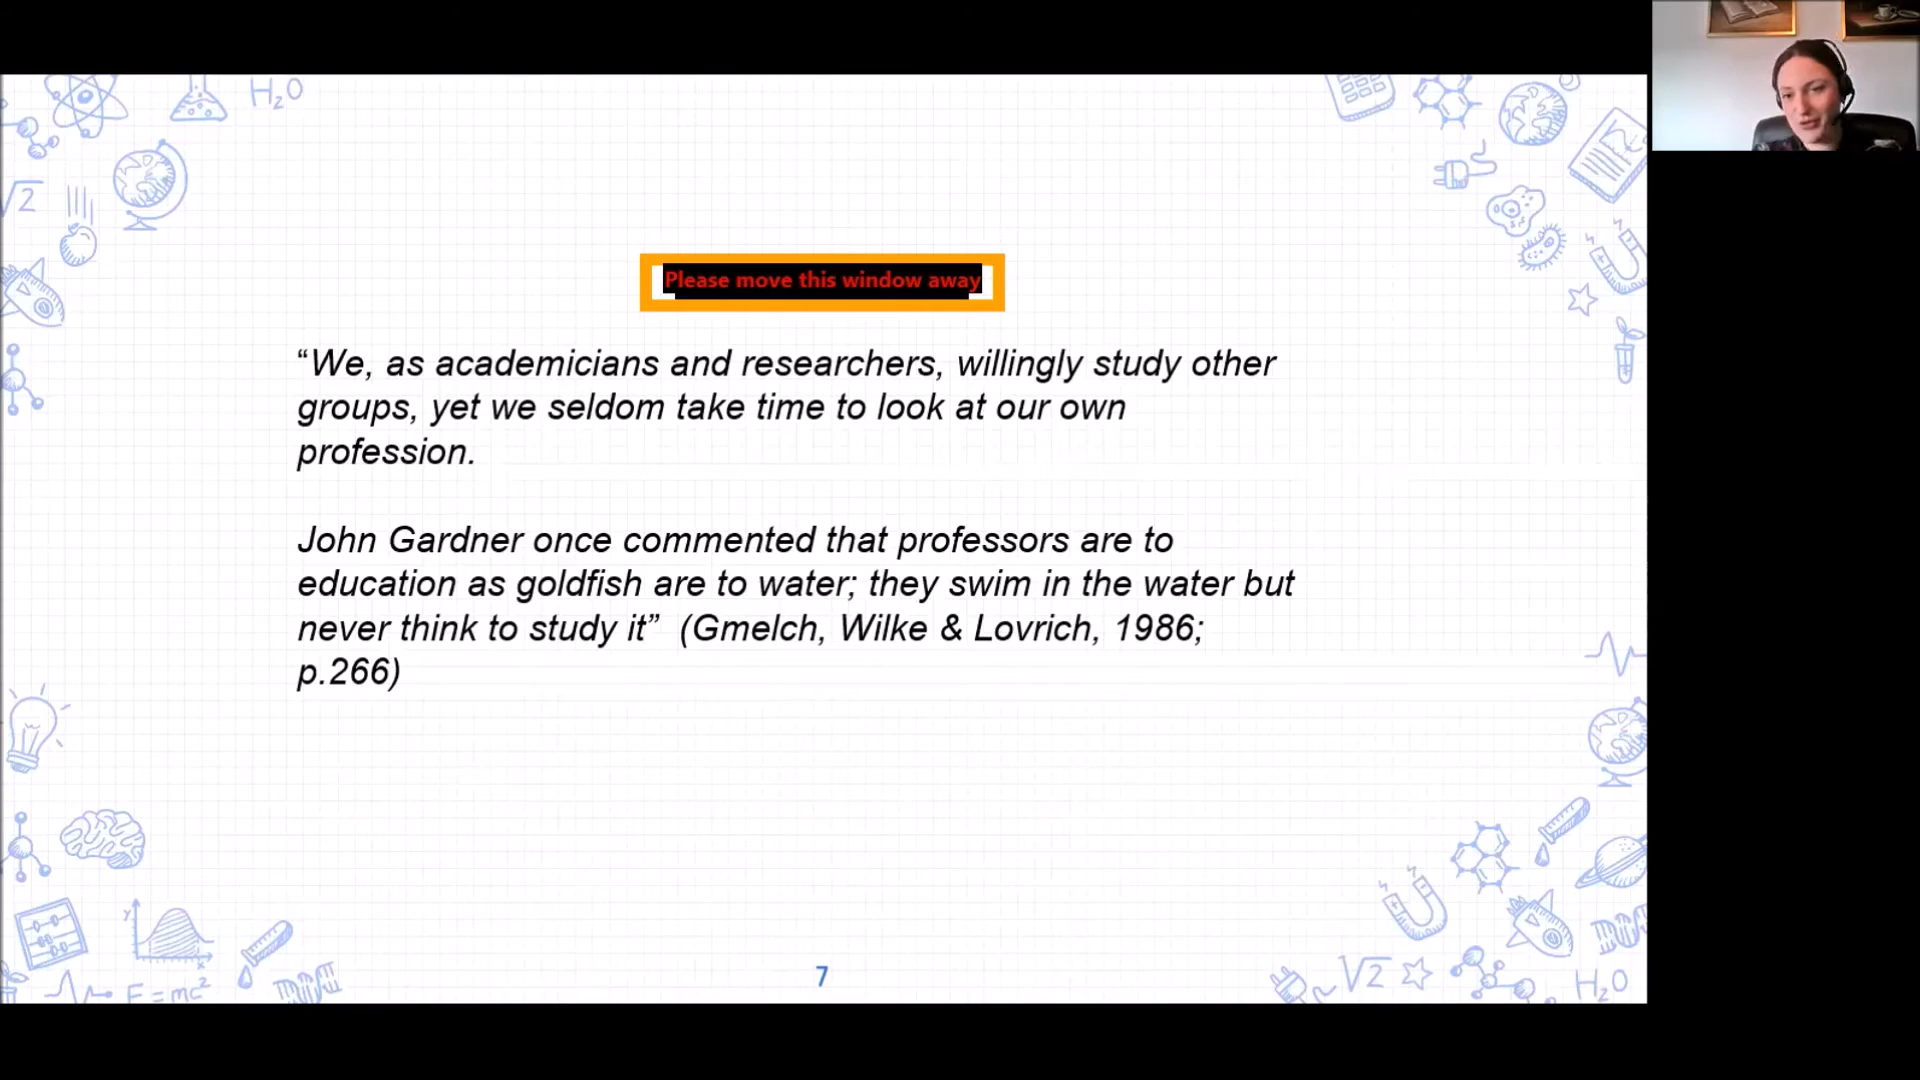 H₂O
√2
Please move this window away
“We, as academicians and researchers, willingly study other
groups, yet we seldom take time to look at our own
profession.
John Gardner once commented that professors are to
education as goldfish are to water; they swim in the water but
never think to study it” (Gmelch, Wilke & Lovrich, 1986;
p.266)
y
x
E=mc²
7
√2
H₂O